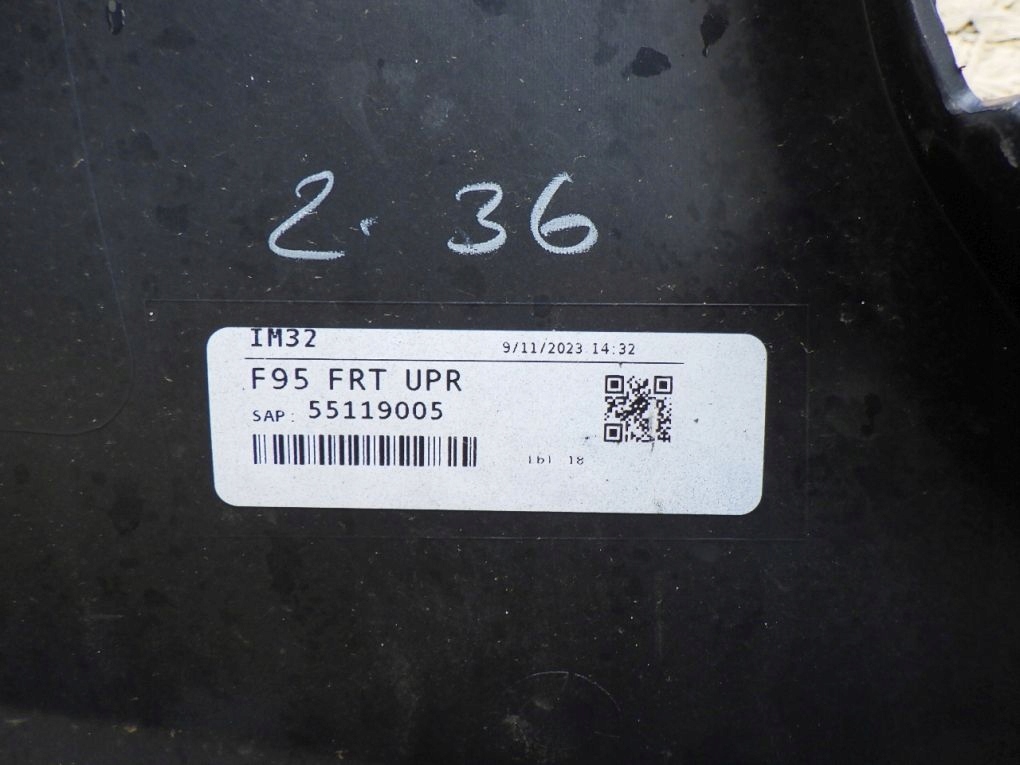 2. 36
IM32
9/11/2023 14:32
F95 FRT UPR
SAP: 55119005